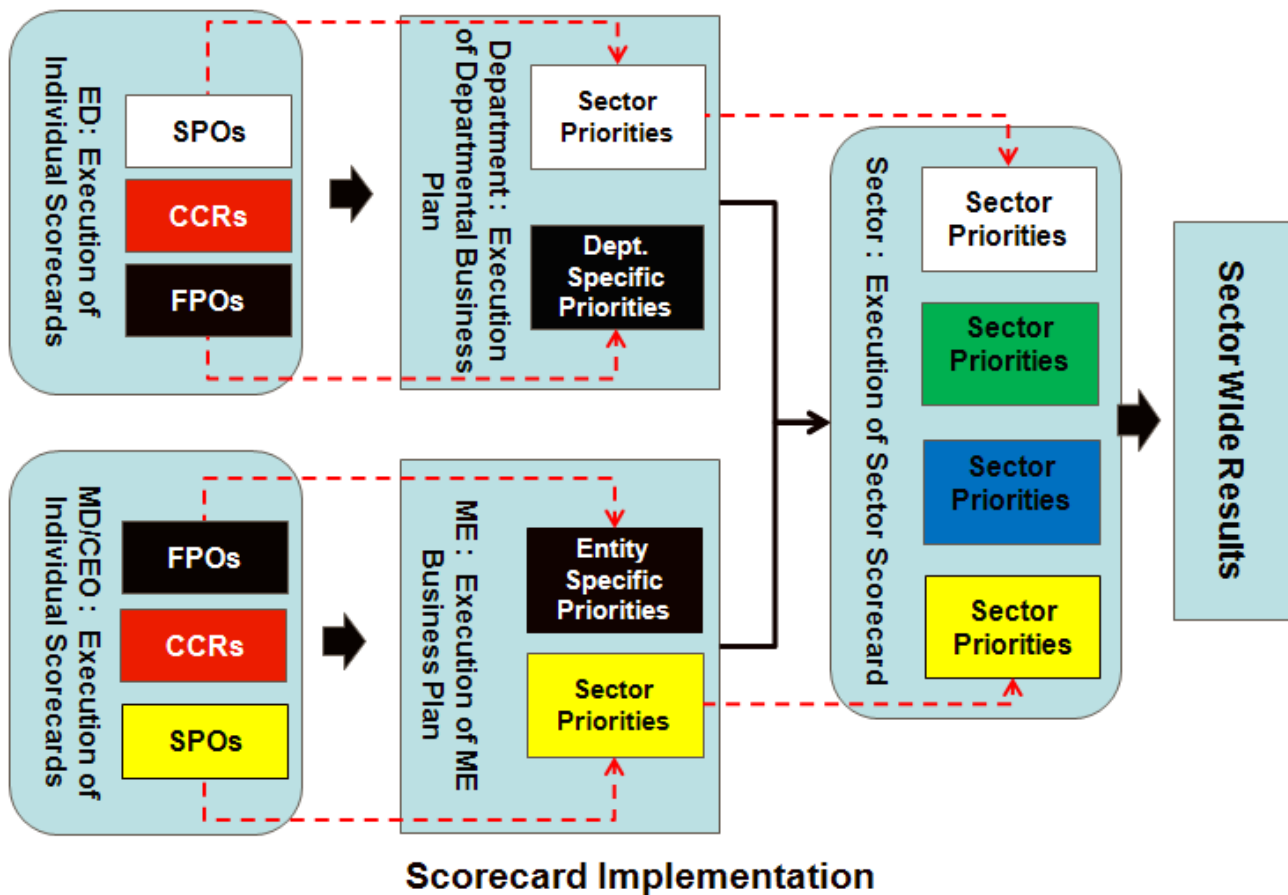 ED: Execution of
Individual Scorecards
SPOs
CCRs
FPOs
Department: Execution
of Departmental Business
Plan
Sector
Priorities
Dept.
Specific
Priorities
MD/CEO: Execution of
Individual Scorecards
FPOs
CCRs
SPOs
ME: Execution of ME
Business Plan
Entity
Specific
Priorities
Sector
Priorities
Sector: Execution of Sector Scorecard
Sector
Priorities
Sector
Priorities
Sector
Priorities
Sector
Priorities
Sector WIde Results
Scorecard Implementation